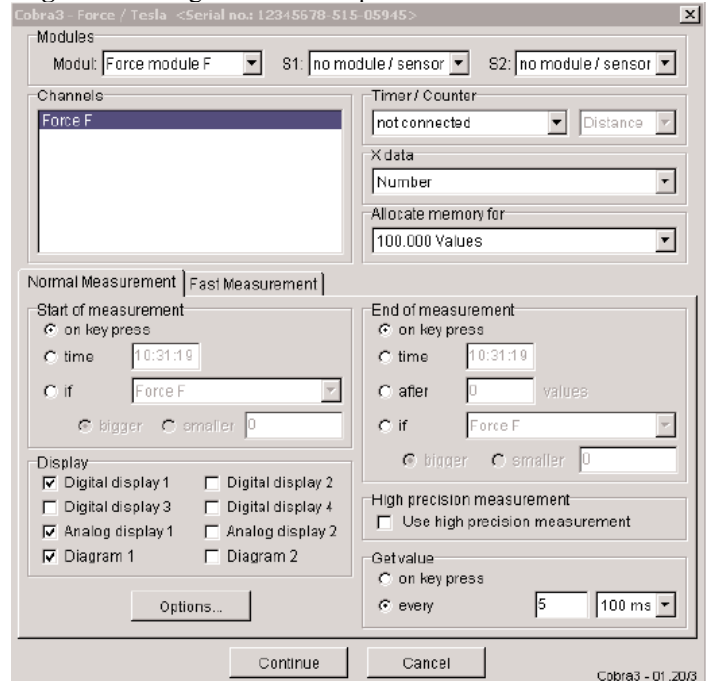 Cobra3 - Force / Tesla <Serial no.: 12345678-515-05945>
Modules
Modul: Force module F S1: no module / sensor S2: no module / sensor
Channels
Force F
Timer / Counter
not connected Distance
X data
Number
Allocate memory for
100.000 Values
Normal Measurement Fast Measurement
Start of measurement
on key press
time 10:31:19
if Force F
bigger smaller 0
End of measurement
on key press
time 10:31:19
after 0 values
if Force F
bigger smaller 0
Display
Digital display 1 Digital display 2
Digital display 3 Digital display 4
Analog display 1 Analog display 2
Diagram 1 Diagram 2
High precision measurement
Use high precision measurement
Get value
on key press
every 5 100 ms
Options...
Continue Cancel
Cobra3 - 01.20/3